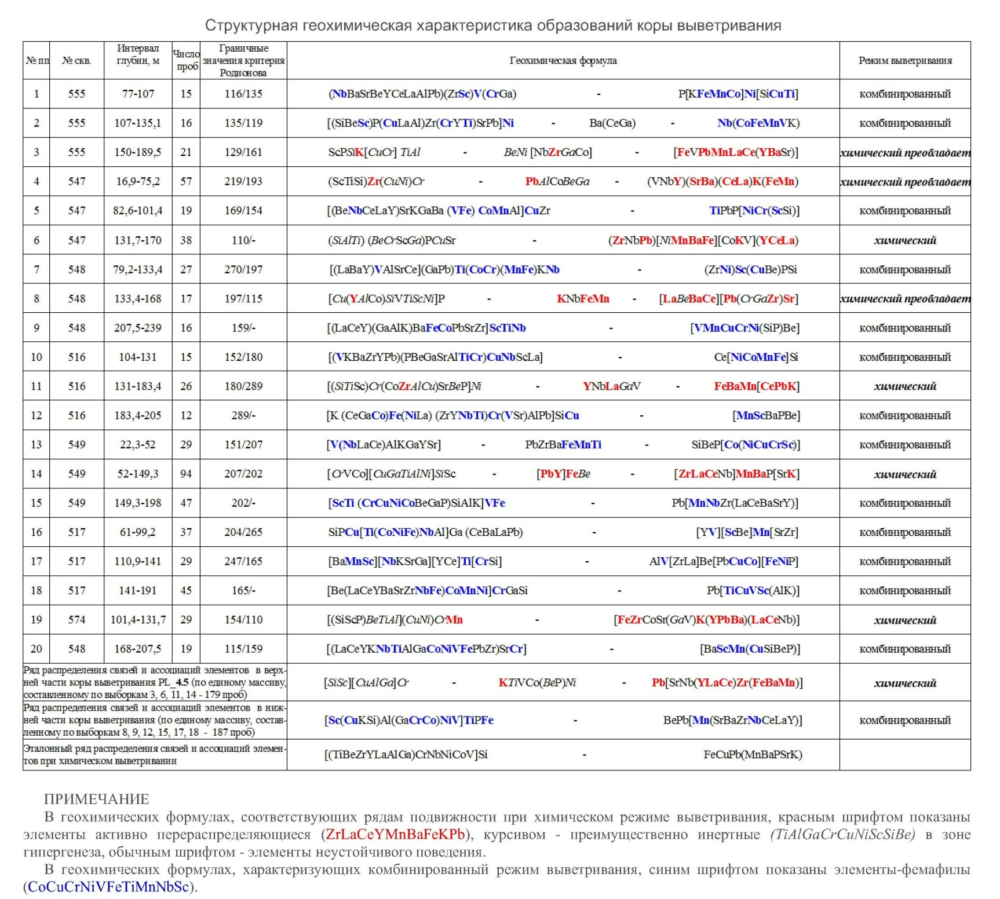 Структурная геохимическая характеристика образований коры выветривания
№ пп № скв. Интервал глубин, м Число проб Граничные значения критерия Родионова Геохимическая формула Режим выветривания
1 555 77-107 15 116/135 (NbBaSrBeYCeLaAlPb)(ZrSc)V(CrGa) - P[KFeMnCo]Ni[SiCuTi] комбинированный
2 555 107-135,1 16 135/119 [(SiBeSc)P(CuLaAl)Zr(CrYTi)SrPb]Ni - Ba(CeGa) - Nb(CoFeMnVK) комбинированный
3 555 150-189,5 21 129/161 ScPSiK[CuCr] TiAl - BeNi [NbZrGaCo] - [FeVPbMnLaCe(YBaSr)] химический преобладает
4 547 16,9-75,2 57 219/193 (ScTiSi)Zr(CuNi)Cr - PbAlCoBeGa - (VNbY)(SrBa)(CeLa)K(FeMn) химический преобладает
5 547 82,6-101,4 19 169/154 [(BeNbCeLaY)SrKGaBa (VFe) CoMnAl]CuZr - TiPbP[NiCr(ScSi)] комбинированный
6 547 131,7-170 38 110/- (SiAlTi) (BeCrScGa)PCuSr - (ZrNbPb)[NiMnBaFe][CoKV](YCeLa) химический
7 548 79,2-133,4 27 270/197 [(LaBaY)VAlSrCe](GaPb)Ti(CoCr)(MnFe)KNb - (ZrNi)Sc(CuBe)PSi комбинированный
8 548 133,4-168 17 197/115 [Cu(YAlCo)SiVTiScNi]P - KNbFeMn - [LaBeBaCe][Pb(CrGaZr)Sr] химический преобладает
9 548 207,5-239 16 159/- [(LaCeY)(GaAlK)BaFeCoPbSrZr]ScTiNb - [VMnCuCrNi(SiP)Be] комбинированный
10 516 104-131 15 152/180 [(VKBaZrYPb)(PBeGaSrAlTiCr)CuNbScLa] - Ce[NiCoMnFe]Si комбинированный
11 516 131-183,4 26 180/289 [(SiTiSc)Cr(CoZrAlCu)SrBeP]Ni - YNbLaGaV - FeBaMn[CePbK] химический
12 516 183,4-205 12 289/- [K (CeGaCo)Fe(NiLa) (ZrYNbTi)Cr(VSr)AlPb]SiCu - [MnScBaPBe] комбинированный
13 549 22,3-52 29 151/207 [V(NbLaCe)AlKGaYSr] - PbZrBaFeMnTi - SiBeP[Co(NiCuCrSc)] комбинированный
14 549 52-149,3 94 207/202 [CrVCo][CuGaTiAlNi]SiSc - [PbY]FeBe - [ZrLaCeNb]MnBaP[SrK] химический
15 549 149,3-198 47 202/- [ScTi (CrCuNiCoBeGaP)SiAlK]VFe - Pb[MnNbZr(LaCeBaSrY)] комбинированный
16 517 61-99,2 37 204/265 SiPCu[Ti(CoNiFe)NbAl]Ga (CeBaLaPb) - [YV][ScBe]Mn[SrZr] комбинированный
17 517 110,9-141 29 247/165 [BaMnSc][NbKSrGa][YCe]Ti[CrSi] - AlV[ZrLa]Be[PbCuCo][FeNiP] комбинированный
18 517 141-191 45 165/- [Be(LaCeYBaSrZrNbFe)CoMnNi]CrGaSi - Pb[TiCuVSc(AlK)] комбинированный
19 574 101,4-131,7 29 154/110 [(SiScP)BeTiAl](CuNi)CrMn - [FeZrCoSr(GaV)K(YPbBa)(LaCeNb)] химический
20 548 168-207,5 19 115/159 [(LaCeYKNbTiAlGaCoNiVFePbZr)SrCr] - [BaScMn(CuSiBeP)] комбинированный
Ряд распределения связей и ассоциаций элементов в верх-
ней части коры выветривания PL_4.5 (по единому массиву,
составленному по выборкам 3, 6, 11, 14 - 179 проб)
[SiSc][CuAlGa]Cr - KTiVCo(BeP)Ni - Pb[SrNb(YLaCe)Zr(FeBaMn)] химический
Ряд распределения связей и ассоциаций элементов в ниж-
ней части коры выветривания (по единому массиву, состав-
ленному по выборкам 8, 9, 12, 15, 17, 18 - 187 проб)
[Sc(CuKSi)Al(GaCrCo)NiV]TiPFe - BePb[Mn(SrBaZrNbCeLaY)] комбинированный
Эталонный ряд распределения связей и ассоциаций элемен-
тов при химическом выветривании
[(TiBeZrYLaAlGa)CrNbNiCoV]Si - FeCuPb(MnBaPSrK)
ПРИМЕЧАНИЕ
В геохимических формулах, соответствующих рядам подвижности при химическом режиме выветривания, красным шрифтом показаны
элементы активно перераспределяющиеся (ZrLaCeYMnBaFeKPb), курсивом - преимущественно инертные (TiAlGaCrCuNiScSiBe) в зоне
гипергенеза, обычным шрифтом - элементы неустойчивого поведения.
В геохимических формулах, характеризующих комбинированный режим выветривания, синим шрифтом показаны элементы-фемафилы
(CoCuCrNiVFeTiMnNbSc).